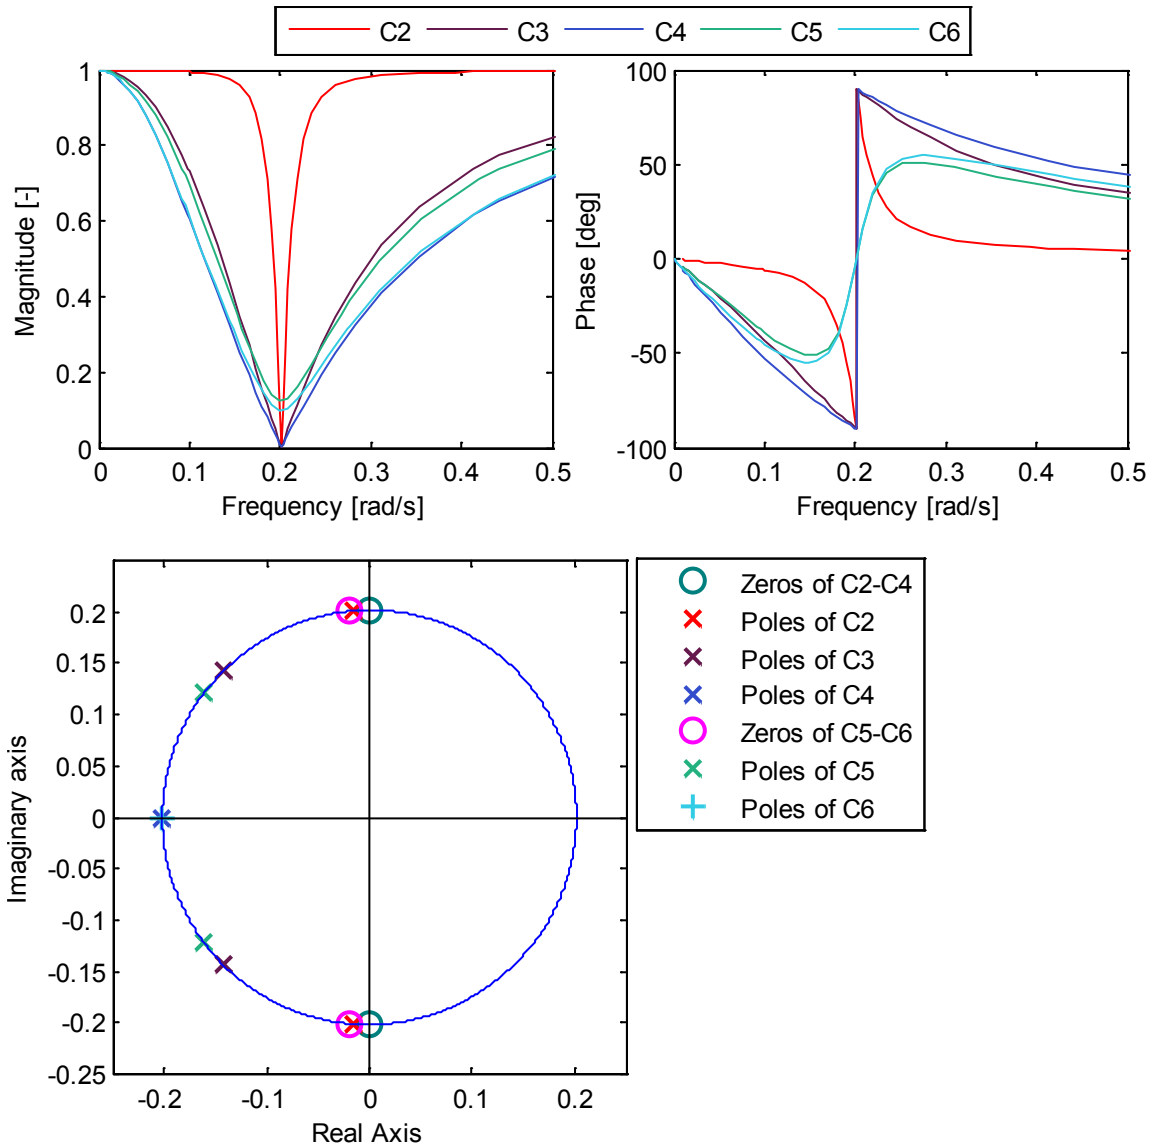 C2 C3 C4 C5 C6
1
0.8
0.6
0.4
0.2
0
Magnitude [-]
0 0.1 0.2 0.3 0.4 0.5
Frequency [rad/s]
100
50
0
-50
-100
Phase [deg]
0 0.1 0.2 0.3 0.4 0.5
Frequency [rad/s]
0.2
0.15
0.1
0.05
0
-0.05
-0.1
-0.15
-0.2
-0.25
Imaginary axis
-0.2 -0.1 0 0.1 0.2
Real Axis
Zeros of C2-C4
Poles of C2
Poles of C3
Poles of C4
Zeros of C5-C6
Poles of C5
Poles of C6